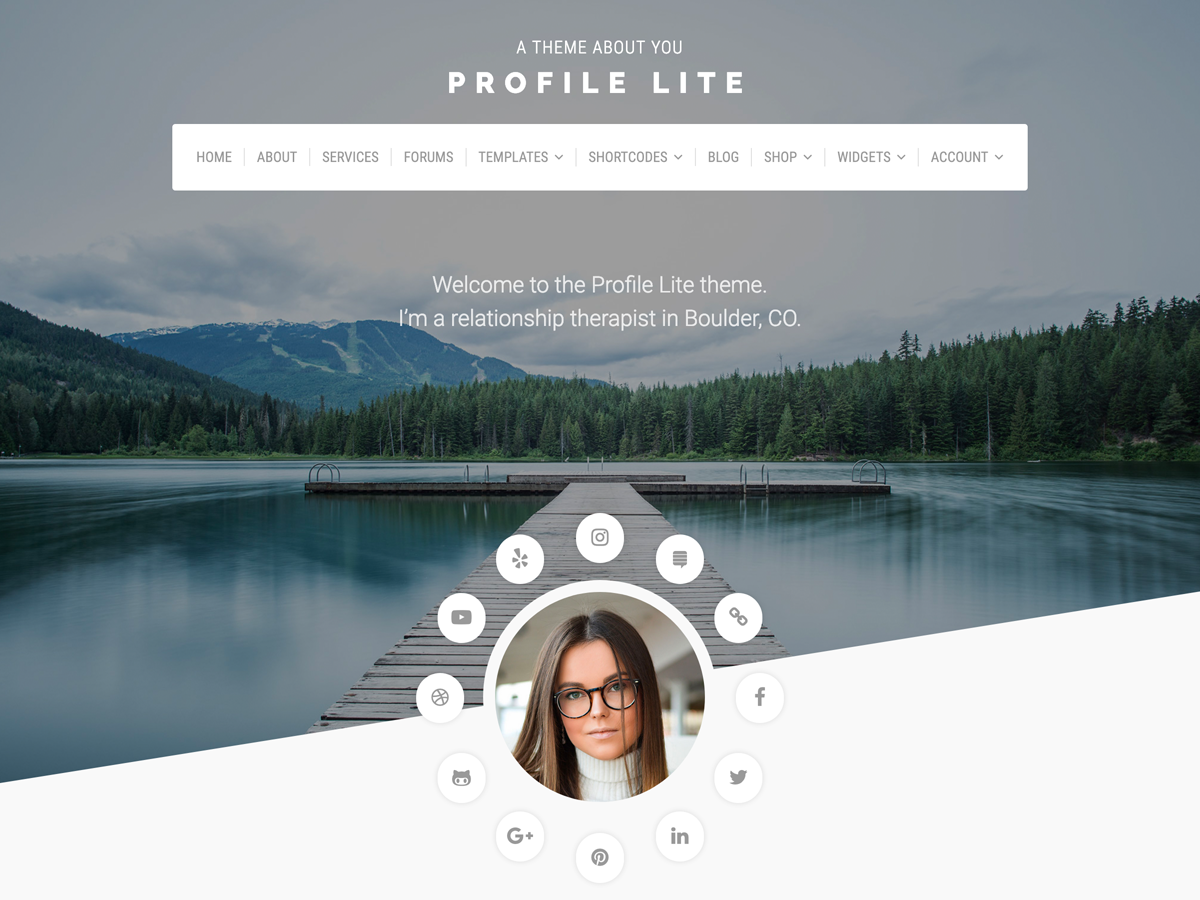 A THEME ABOUT YOU
PROFILE LITE
HOME ABOUT SERVICES FORUMS TEMPLATES SHORTCODES BLOG SHOP WIDGETS ACCOUNT
Welcome to the Profile Lite theme.
I'm a relationship therapist in Boulder, CO.